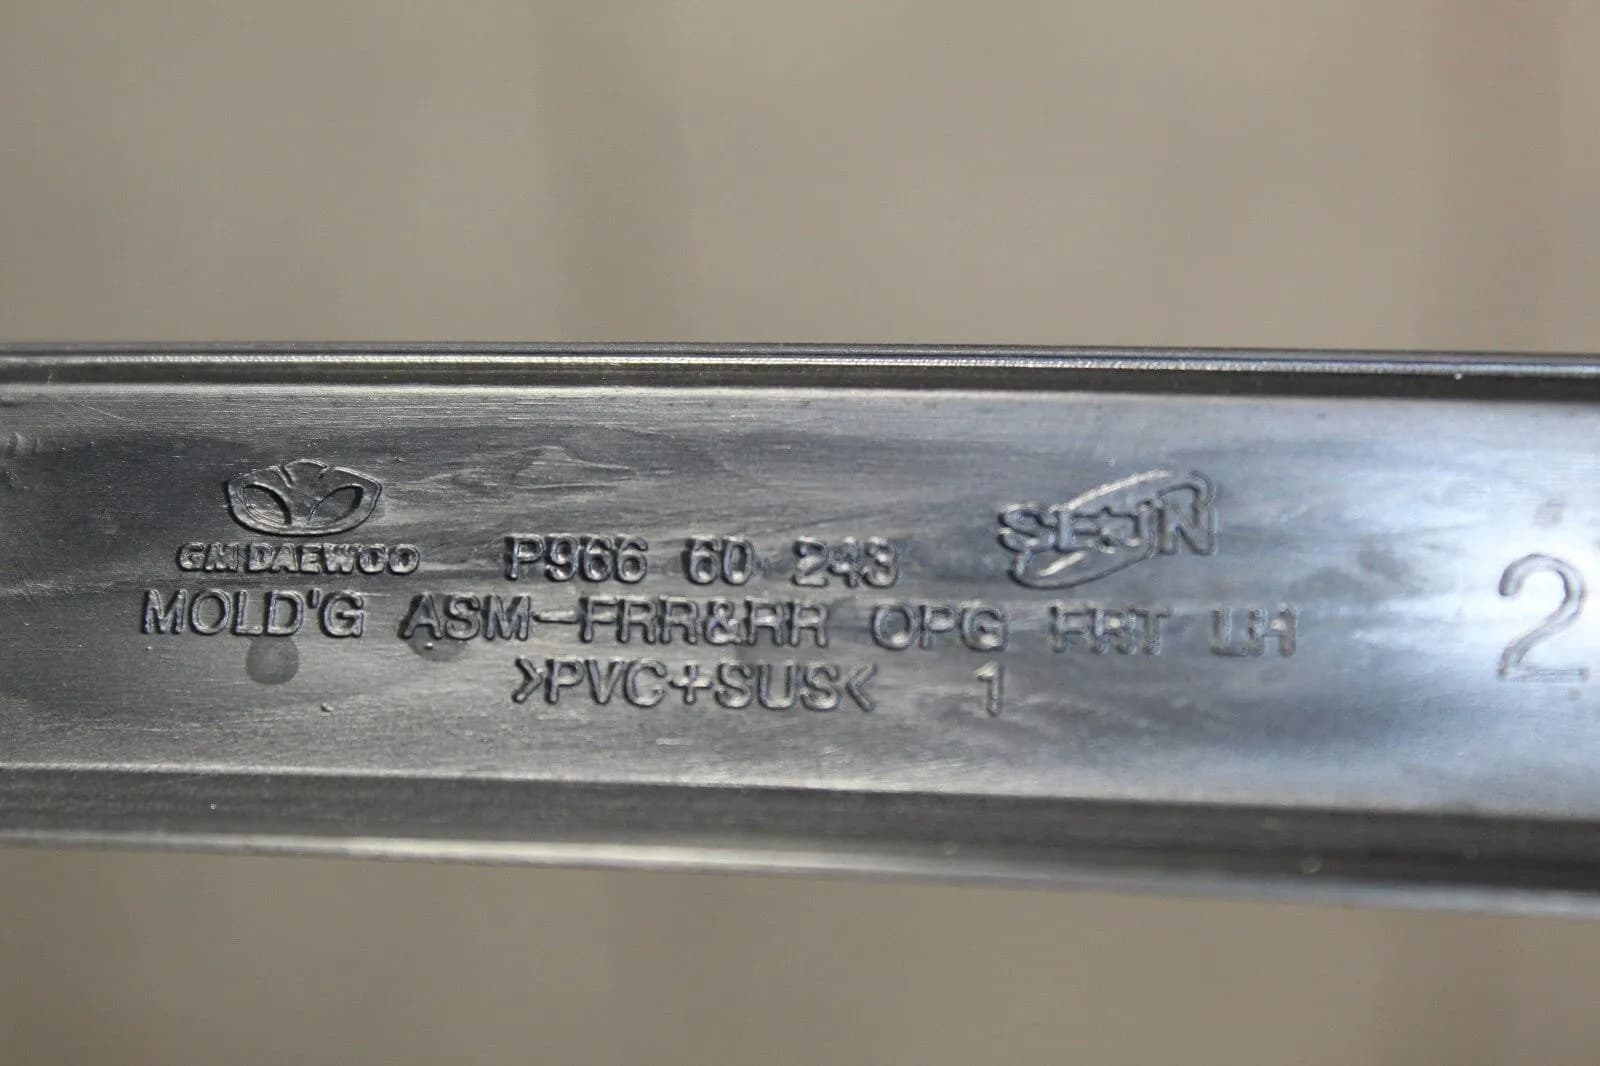 GM DAEWOO P966 60 243 SEJIN
MOLD'G ASM-FRR&RR OPG FRT LH
>PVC+SUS< 1
2